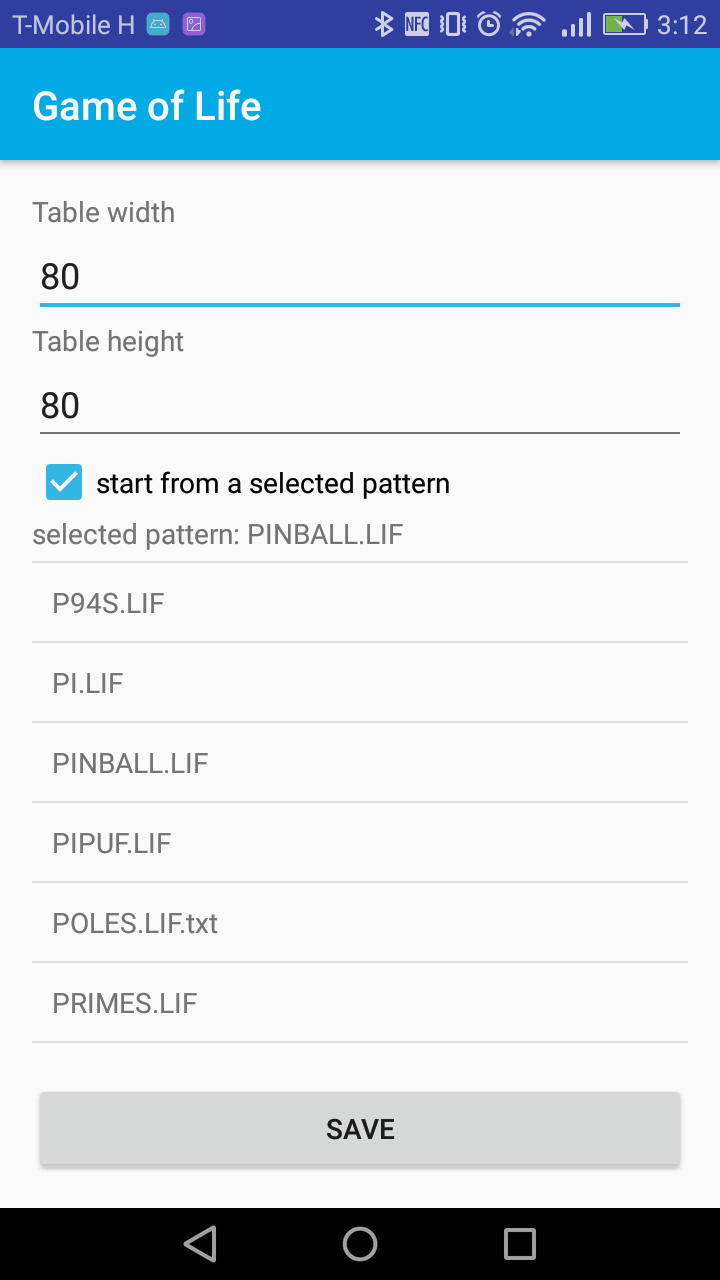 T-Mobile H NFC 3:12
Game of Life
Table width
80
Table height
80
start from a selected pattern
selected pattern: PINBALL.LIF
P94S.LIF
PI.LIF
PINBALL.LIF
PIPUF.LIF
POLES.LIF.txt
PRIMES.LIF
SAVE